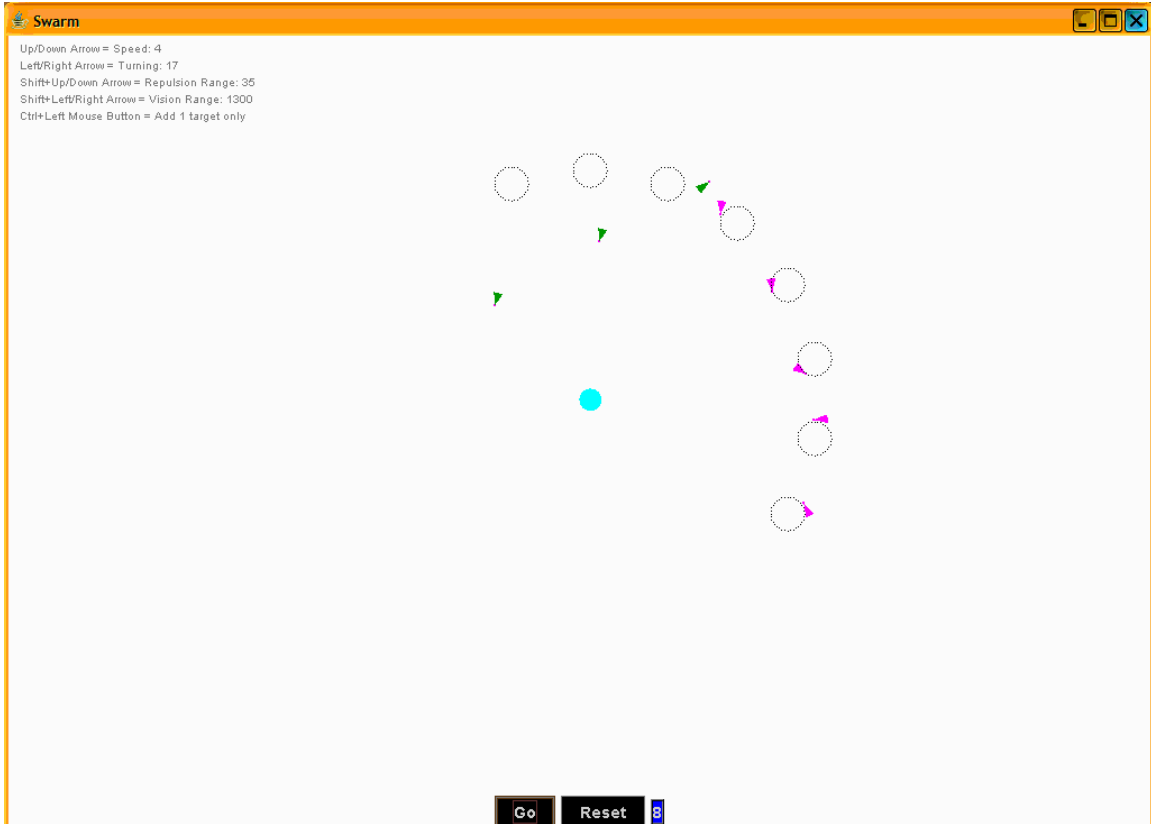 Swarm
Up/Down Arrow = Speed: 4
Left/Right Arrow = Turning: 17
Shift+Up/Down Arrow = Repulsion Range: 35
Shift+Left/Right Arrow = Vision Range: 1300
Ctrl+Left Mouse Button = Add 1 target only
Go Reset 8